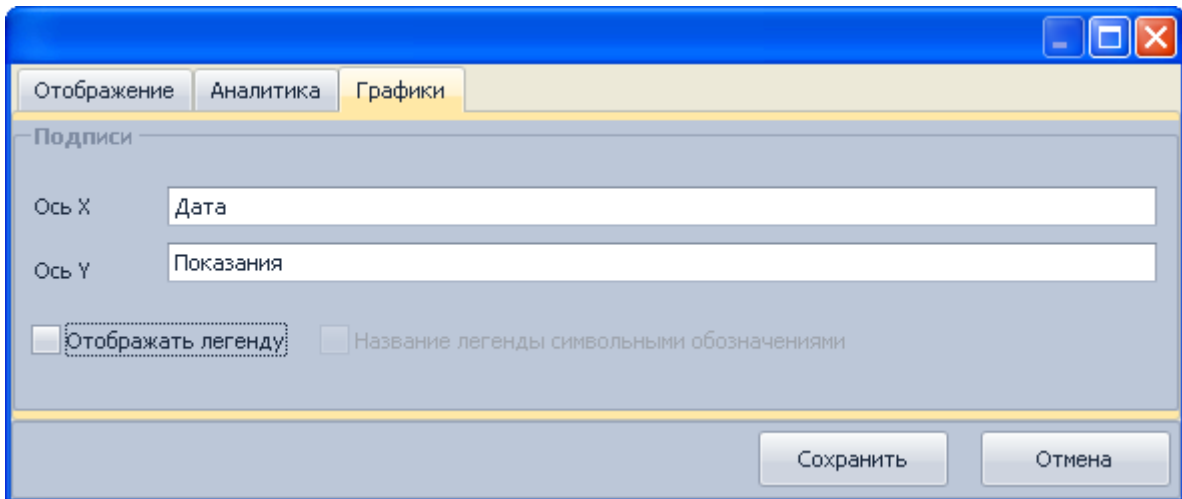 Отображение Аналитика Графики
Подписи
Ось X Дата
Ось Y Показания
Отображать легенду Название легенды символьными обозначениями
Сохранить Отмена